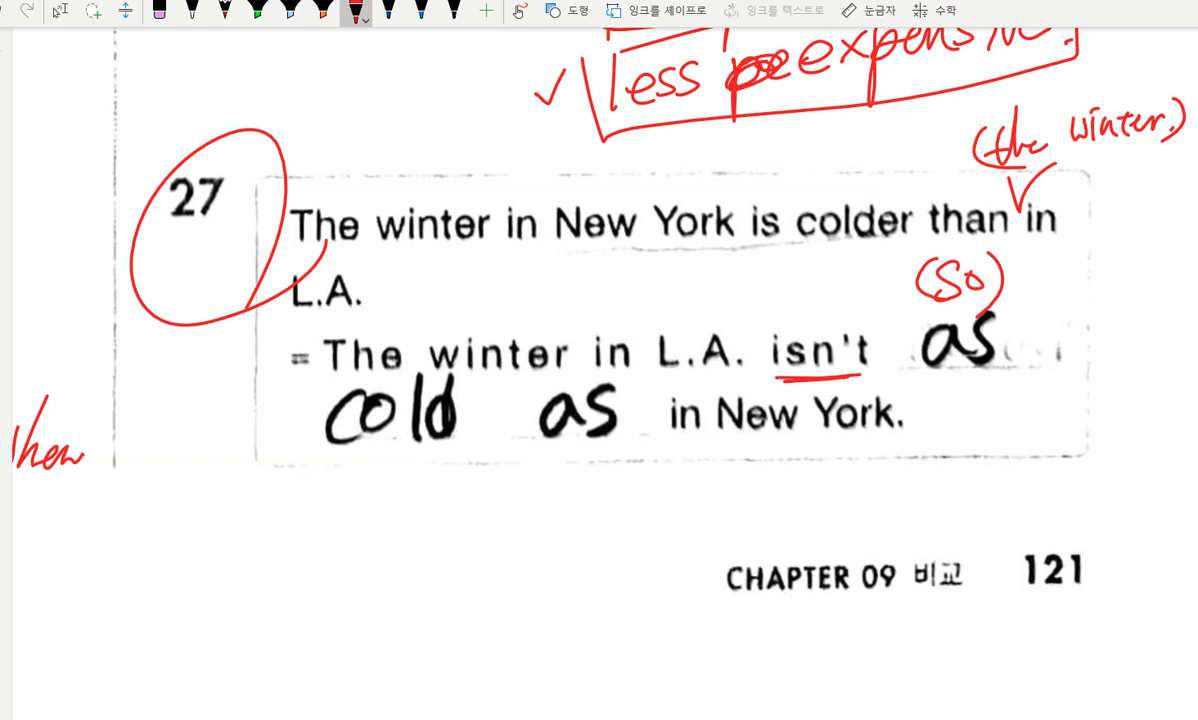 도형 잉크를 셰이프로 잉크를 텍스트로 눈금자 수학
less expensive.
(the winter.)
27
The winter in New York is colder than in
L.A.
(so)
= The winter in L.A. isn't as
cold as in New York.
CHAPTER 09 비교 121